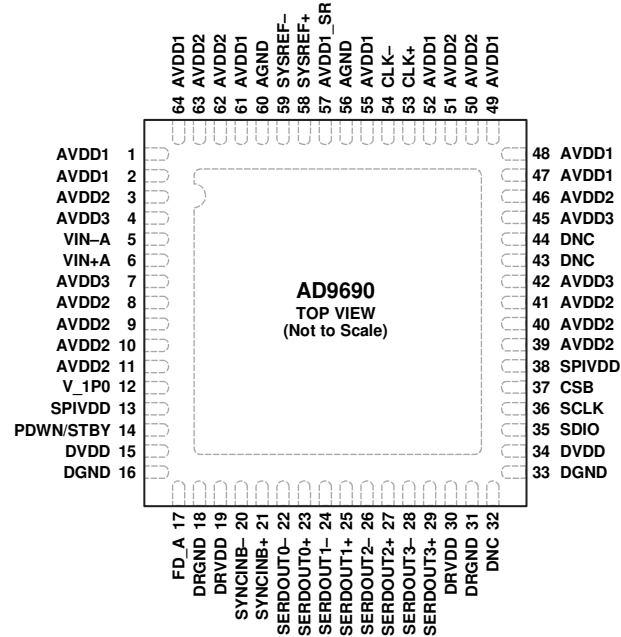 64 AVDD1
63 AVDD2
62 AVDD2
61 AVDD1
60 AGND
59 SYSREF–
58 SYSREF+
57 AVDD1_SR
56 AGND
55 AVDD1
54 CLK–
53 CLK+
52 AVDD1
51 AVDD2
50 AVDD2
49 AVDD1
AVDD1 1
AVDD1 2
AVDD2 3
AVDD3 4
VIN–A 5
VIN+A 6
AVDD3 7
AVDD2 8
AVDD2 9
AVDD2 10
AVDD2 11
V_1P0 12
SPIVDD 13
PDWN/STBY 14
DVDD 15
DGND 16
AD9690
TOP VIEW
(Not to Scale)
48 AVDD1
47 AVDD1
46 AVDD2
45 AVDD3
44 DNC
43 DNC
42 AVDD3
41 AVDD2
40 AVDD2
39 AVDD2
38 SPIVDD
37 CSB
36 SCLK
35 SDIO
34 DVDD
33 DGND
FD_A 17
DRGND 18
DRVDD 19
SYNCINB– 20
SYNCINB+ 21
SERDOUT0– 22
SERDOUT0+ 23
SERDOUT1– 24
SERDOUT1+ 25
SERDOUT2– 26
SERDOUT2+ 27
SERDOUT3– 28
SERDOUT3+ 29
DRVDD 30
DRGND 31
DNC 32